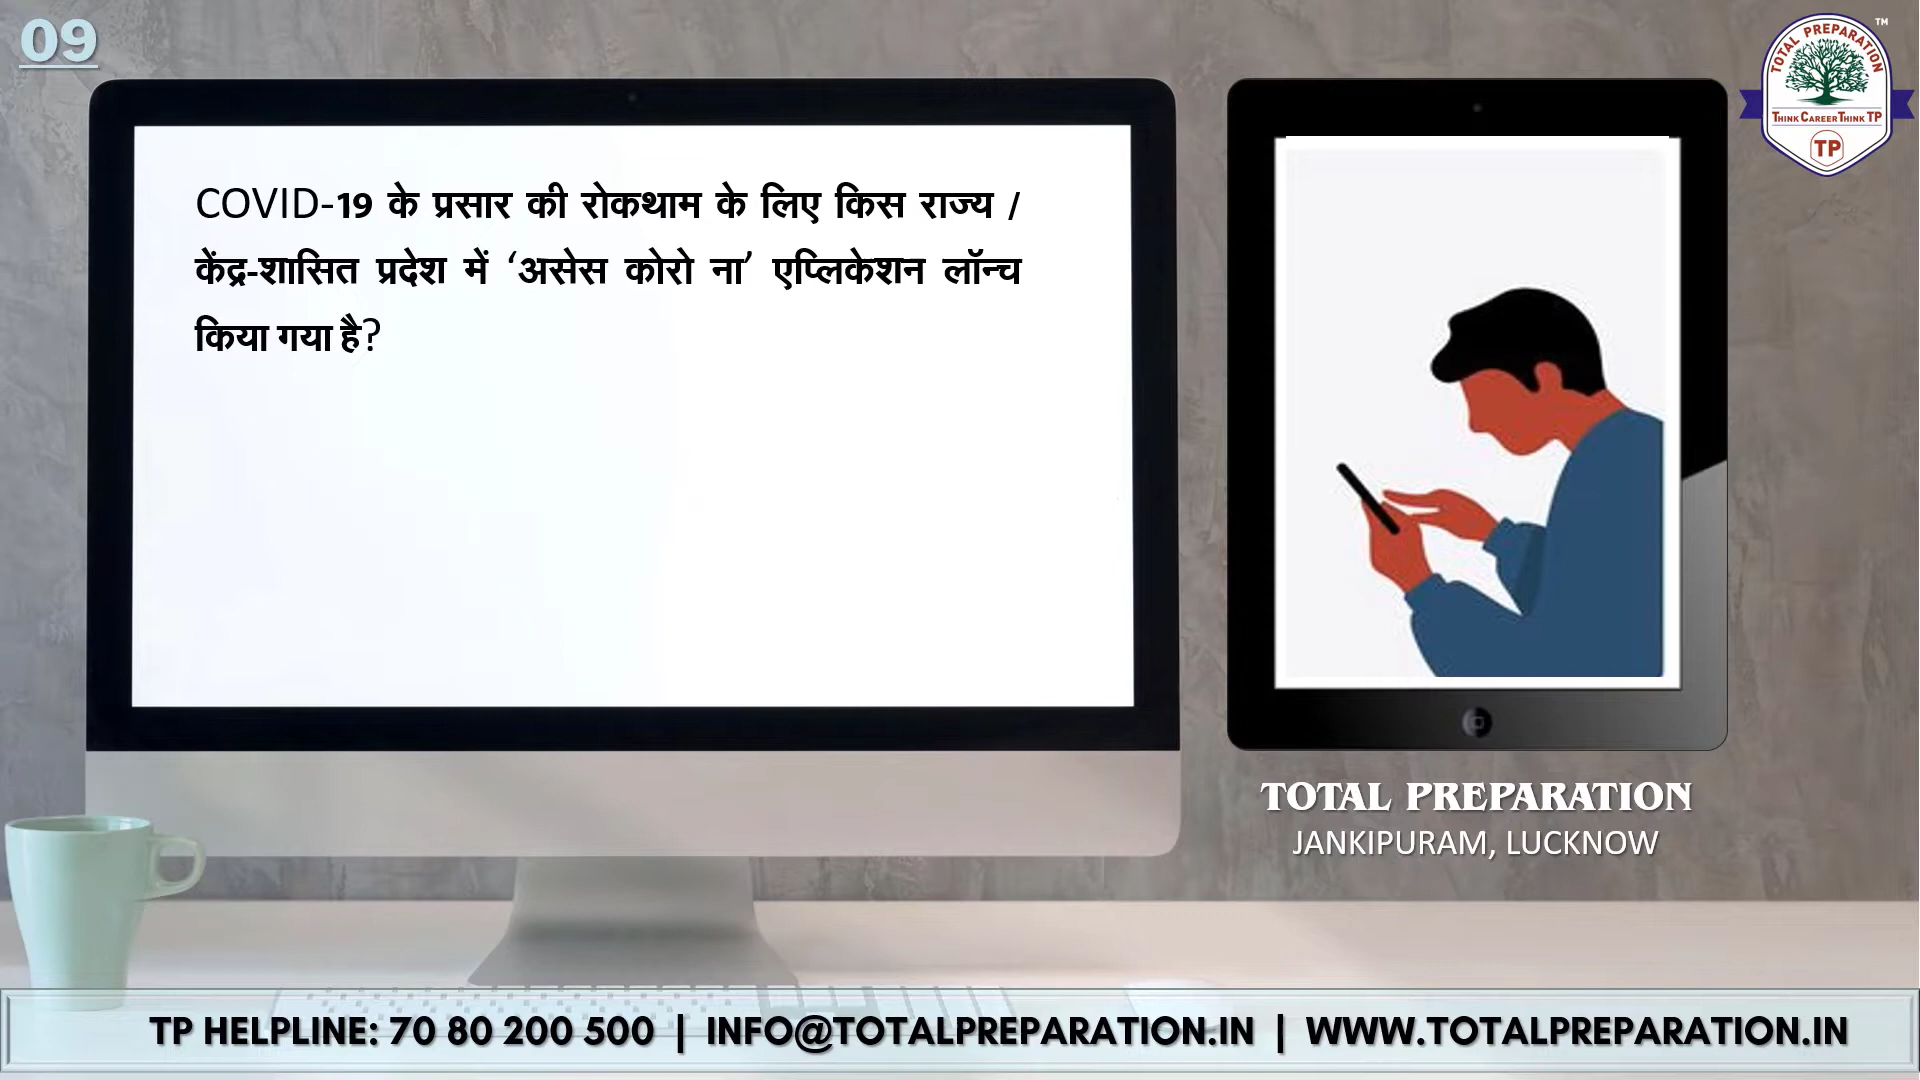 09
COVID-19 के प्रसार की रोकथाम के लिए किस राज्य /
केंद्र-शासित प्रदेश में ‘असेस कोरो ना’ एप्लिकेशन लॉन्च
किया गया है?
TOTAL PREPARATION
THINK CAREER THINK TP
TP
TM
TOTAL PREPARATION
JANKIPURAM, LUCKNOW
TP HELPLINE: 70 80 200 500 | INFO@TOTALPREPARATION.IN | WWW.TOTALPREPARATION.IN